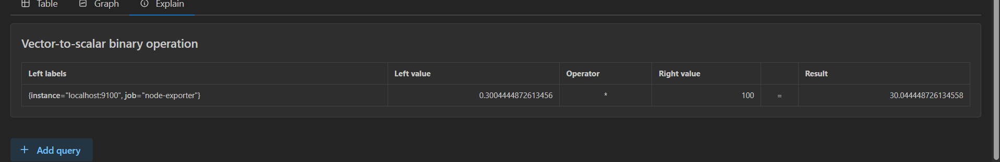 Table Graph Explain
Vector-to-scalar binary operation
Left labels Left value Operator Right value Result
{instance="localhost:9100", job="node-exporter"} 0.3004444872613456 * 100 = 30.044448726134558
+ Add query